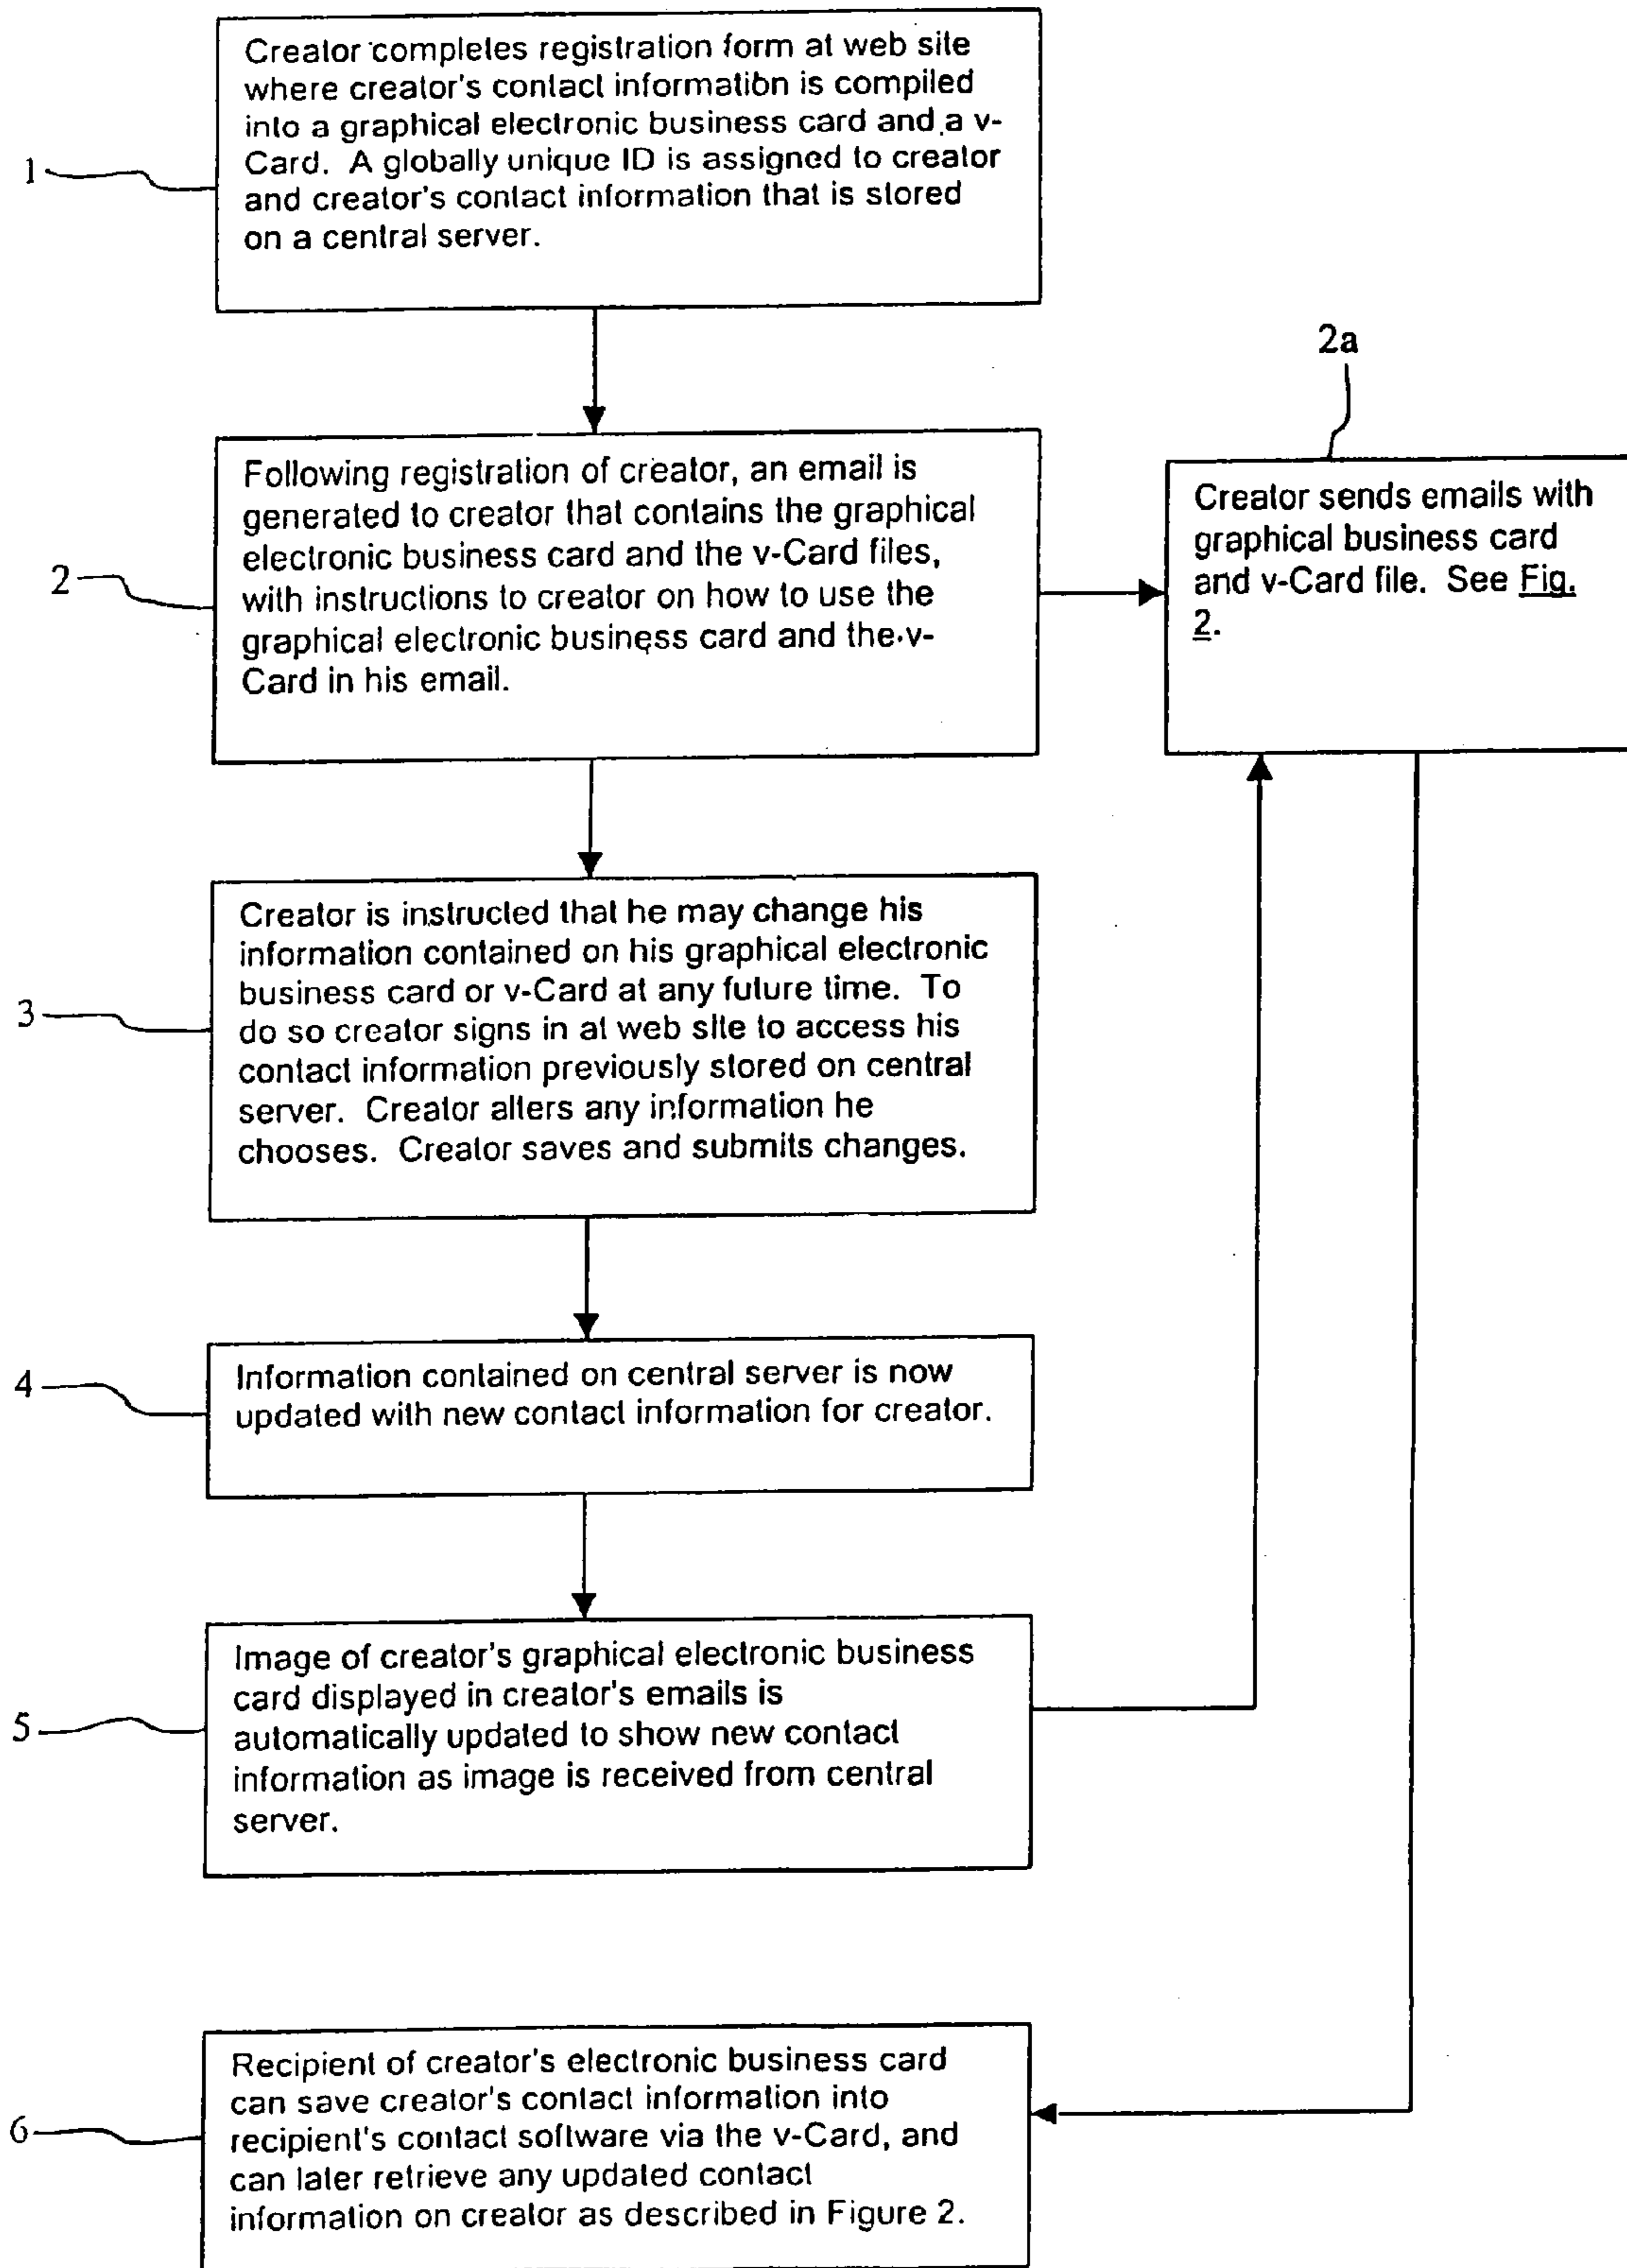 1
Creator completes registration form at web site
where creator's contact information is compiled
into a graphical electronic business card and a v-
Card. A globally unique ID is assigned to creator
and creator's contact information that is stored
on a central server.
2
Following registration of creator, an email is
generated to creator that contains the graphical
electronic business card and the v-Card files,
with instructions to creator on how to use the
graphical electronic business card and the v-
Card in his email.
2a
Creator sends emails with
graphical business card
and v-Card file. See Fig.
2.
3
Creator is instructed that he may change his
information contained on his graphical electronic
business card or v-Card at any future time. To
do so creator signs in at web site to access his
contact information previously stored on central
server. Creator alters any information he
chooses. Creator saves and submits changes.
4
Information contained on central server is now
updated with new contact information for creator.
5
Image of creator's graphical electronic business
card displayed in creator's emails is
automatically updated to show new contact
information as image is received from central
server.
6
Recipient of creator's electronic business card
can save creator's contact information into
recipient's contact software via the v-Card, and
can later retrieve any updated contact
information on creator as described in Figure 2.